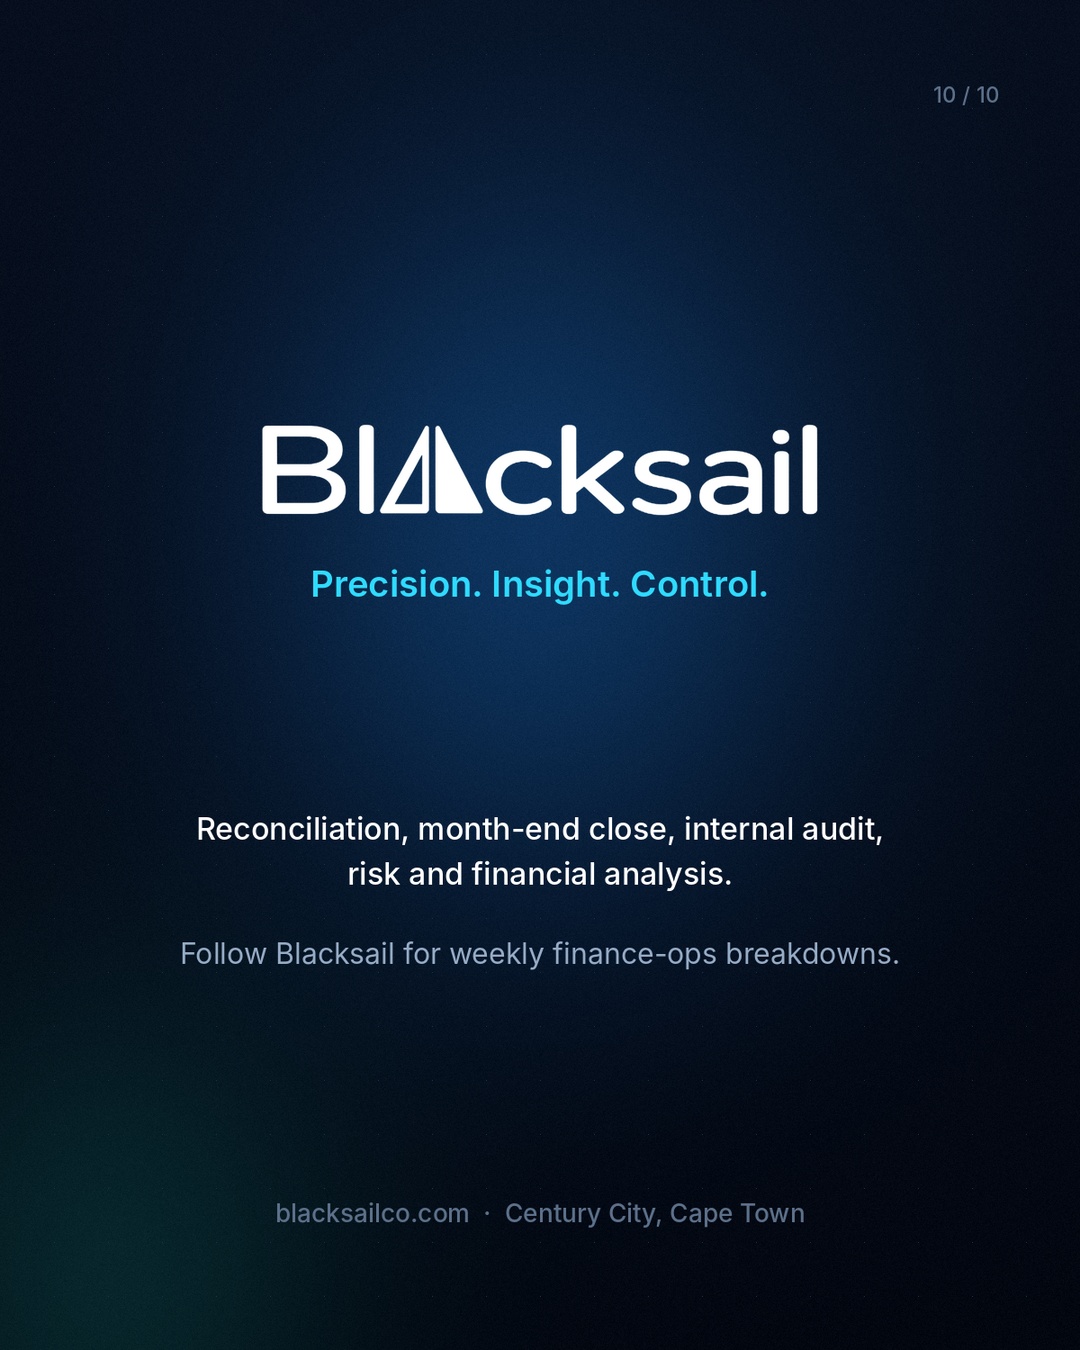 10 / 10
Blacksail
Precision. Insight. Control.
Reconciliation, month-end close, internal audit,
risk and financial analysis.
Follow Blacksail for weekly finance-ops breakdowns.
blacksailco.com · Century City, Cape Town